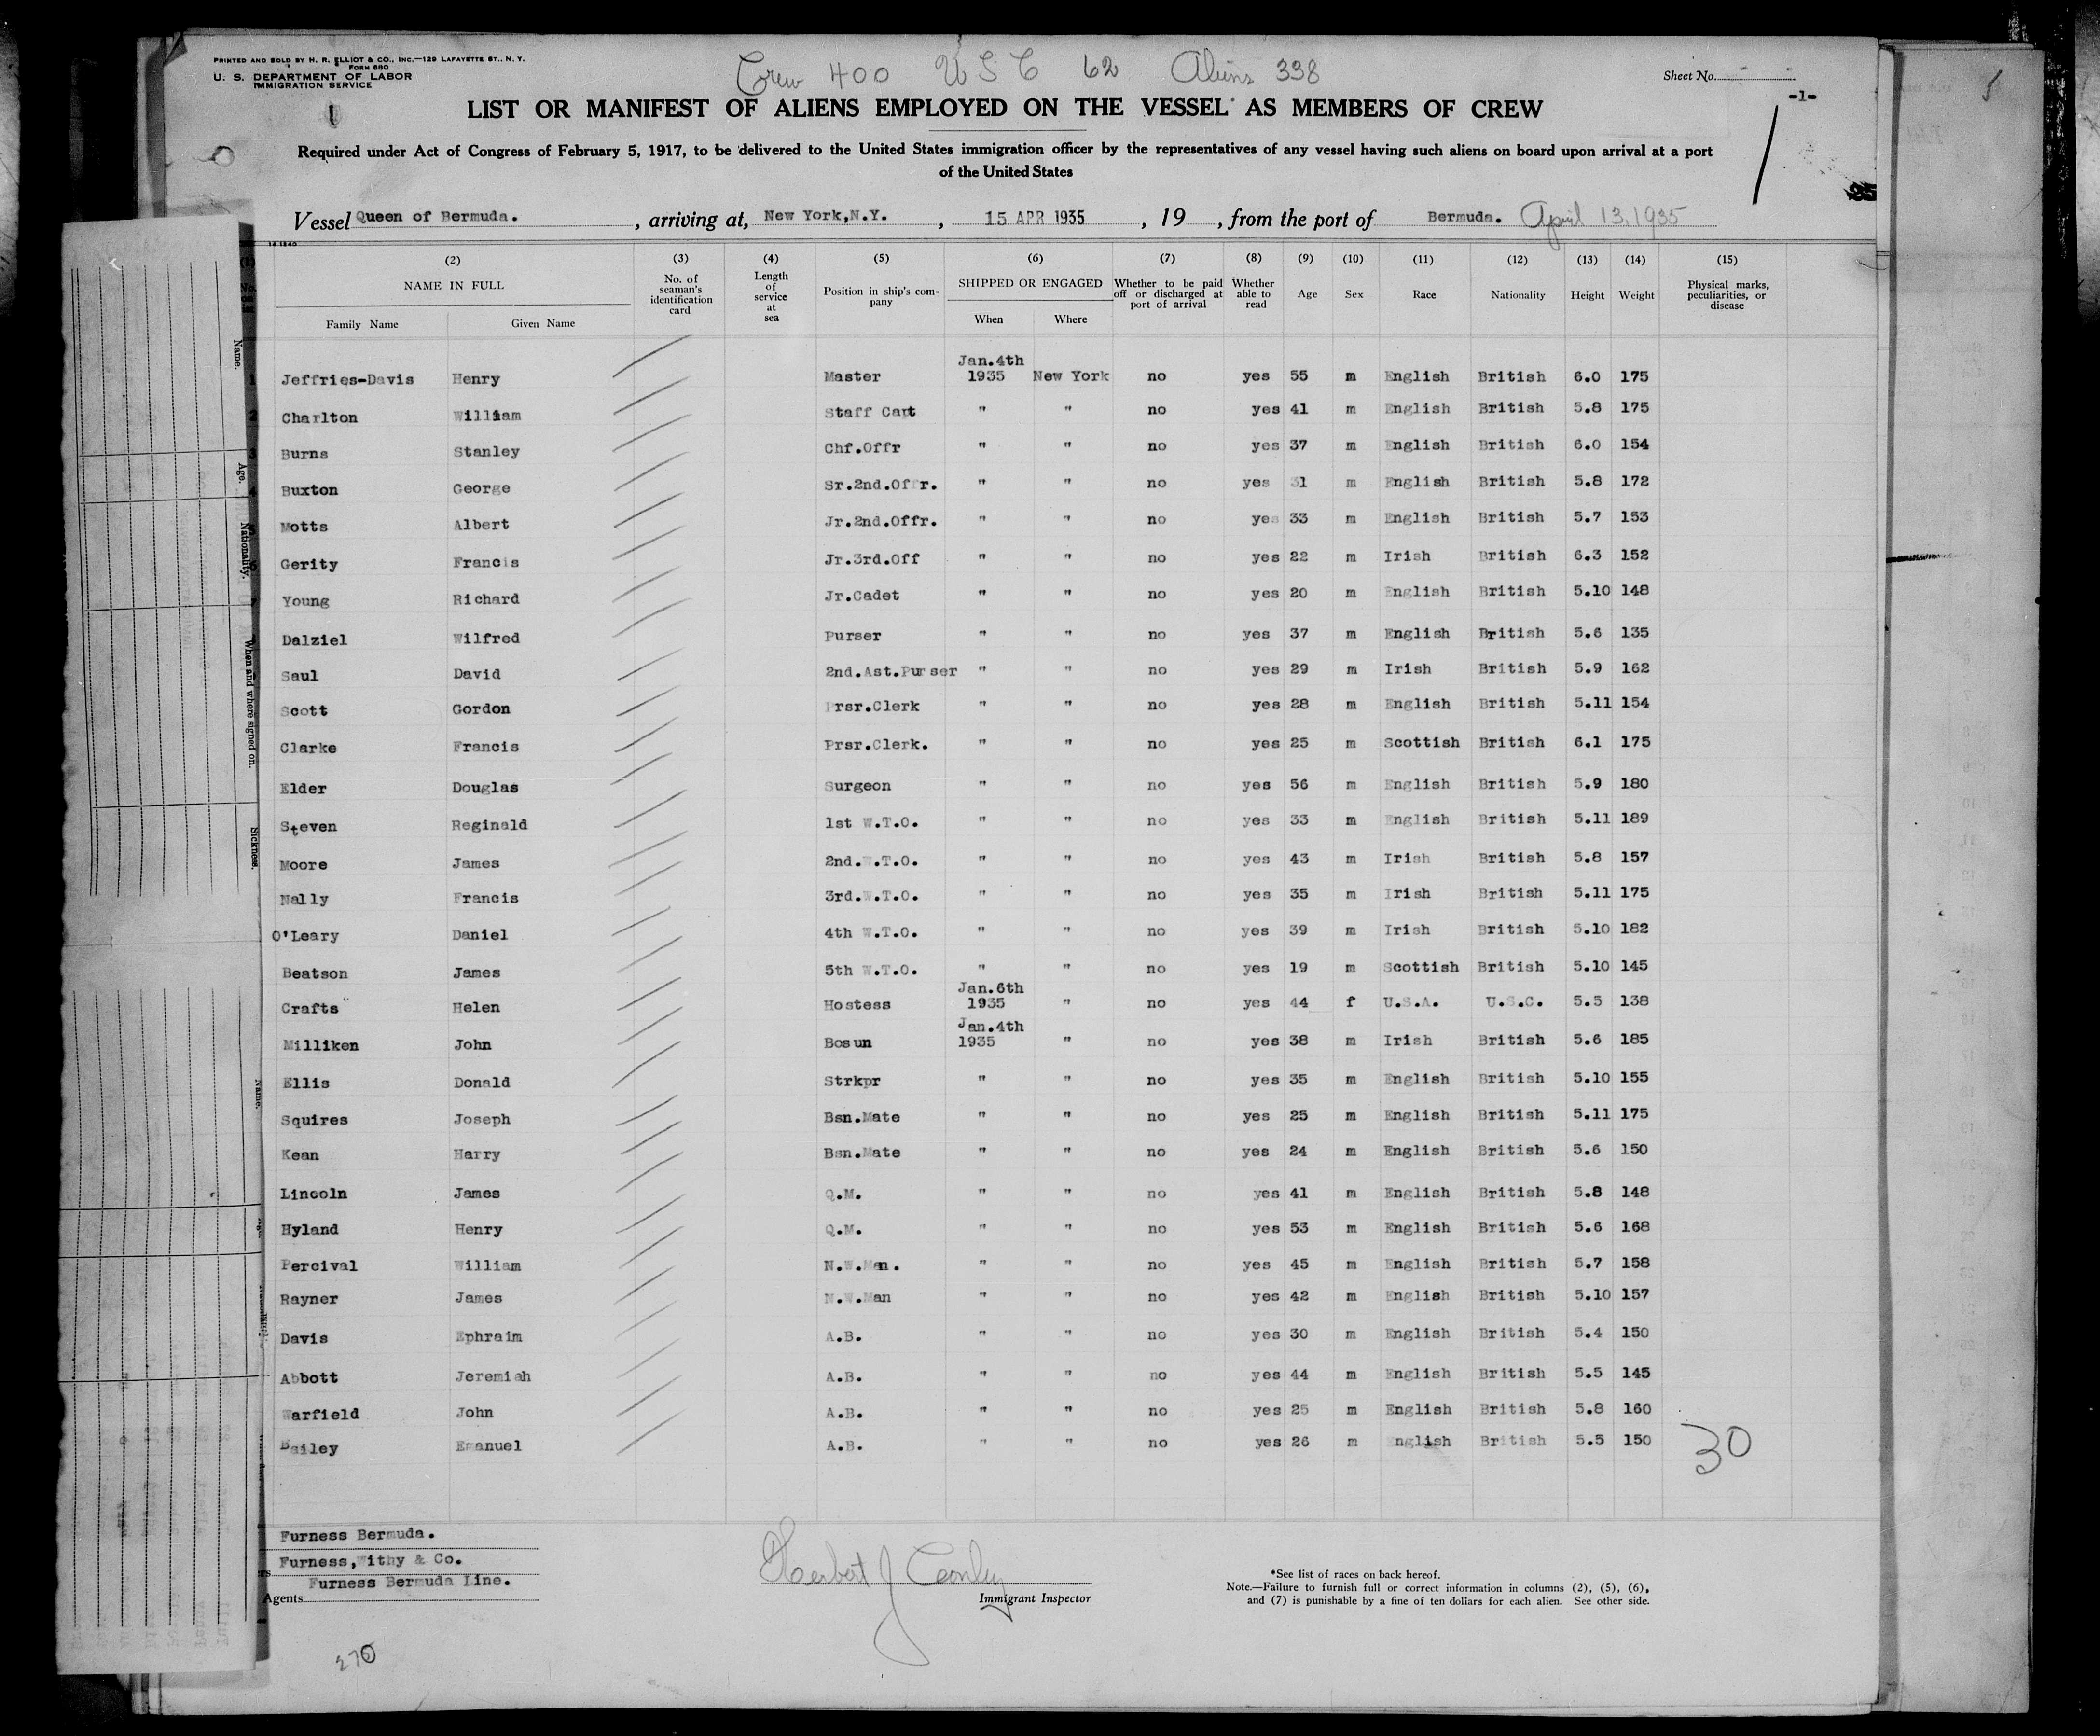 PRINTED AND SOLD BY H. R. ELLIOT & CO., INC.—129 LAFAYETTE ST., N. Y.
FORM 680
U. S. DEPARTMENT OF LABOR
IMMIGRATION SERVICE
Crew 400 USC 62 Aliens 338
Sheet No.
-1-
1
LIST OR MANIFEST OF ALIENS EMPLOYED ON THE VESSEL AS MEMBERS OF CREW
Required under Act of Congress of February 5, 1917, to be delivered to the United States immigration officer by the representatives of any vessel having such aliens on board upon arrival at a port
of the United States
Vessel Queen of Bermuda. , arriving at, New York,N.Y. , 15 APR 1935 , 19 , from the port of Bermuda. April 13, 1935
(2) (3) (4) (5) (6) (7) (8) (9) (10) (11) (12) (13) (14) (15)
NAME IN FULL Family Name Given Name
No. of seaman's identification card
Length of service at sea
Position in ship's company
SHIPPED OR ENGAGED When Where
Whether to be paid off or discharged at port of arrival
Whether able to read
Age Sex Race Nationality Height Weight
Physical marks, peculiarities, or disease
1 Jeffries-Davis Henry Master Jan.4th 1935 New York no yes 55 m English British 6.0 175
2 Charlton William Staff Capt " " no yes 41 m English British 5.8 175
3 Burns Stanley Chf.Offr " " no yes 37 m English British 6.0 154
4 Buxton George Sr.2nd.Offr. " " no yes 31 m English British 5.8 172
5 Motts Albert Jr.2nd.Offr. " " no yes 33 m English British 5.7 153
6 Gerity Francis Jr.3rd.Off " " no yes 22 m Irish British 6.3 152
7 Young Richard Jr.Cadet " " no yes 20 m English British 5.10 148
Dalziel Wilfred Purser " " no yes 37 m English British 5.6 135
Saul David 2nd.Ast.Purser " " no yes 29 m Irish British 5.9 162
Scott Gordon Prsr.Clerk " " no yes 28 m English British 5.11 154
Clarke Francis Prsr.Clerk. " " no yes 25 m Scottish British 6.1 175
Elder Douglas Surgeon " " no yes 56 m English British 5.9 180
Steven Reginald 1st W.T.O. " " no yes 33 m English British 5.11 189
Moore James 2nd.W.T.O. " " no yes 43 m Irish British 5.8 157
Nally Francis 3rd.W.T.O. " " no yes 35 m Irish British 5.11 175
O'Leary Daniel 4th W.T.O. " " no yes 39 m Irish British 5.10 182
Beatson James 5th W.T.O. " " no yes 19 m Scottish British 5.10 145
Crafts Helen Hostess Jan.6th 1935 " no yes 44 f U.S.A. U.S.C. 5.5 138
Milliken John Bosun Jan.4th 1935 " no yes 38 m Irish British 5.6 185
Ellis Donald Strkpr " " no yes 35 m English British 5.10 155
Squires Joseph Bsn.Mate " " no yes 25 m English British 5.11 175
Kean Harry Bsn.Mate " " no yes 24 m English British 5.6 150
Lincoln James Q.M. " " no yes 41 m English British 5.8 148
Hyland Henry Q.M. " " no yes 53 m English British 5.6 168
Percival William N.W.Man. " " no yes 45 m English British 5.7 158
Rayner James N.W.Man " " no yes 42 m English British 5.10 157
Davis Ephraim A.B. " " no yes 30 m English British 5.4 150
Abbott Jeremiah A.B. " " no yes 44 m English British 5.5 145
Warfield John A.B. " " no yes 25 m English British 5.8 160
Bailey Emanuel A.B. " " no yes 26 m English British 5.5 150
30
Furness Bermuda.
Furness,Withy & Co.
Furness Bermuda Line.
Agents
Immigrant Inspector
*See list of races on back hereof.
Note.—Failure to furnish full or correct information in columns (2), (5), (6),
and (7) is punishable by a fine of ten dollars for each alien. See other side.
270
Name.
Age.
Nationality.
When and where signed on.
Sickness.
Name.